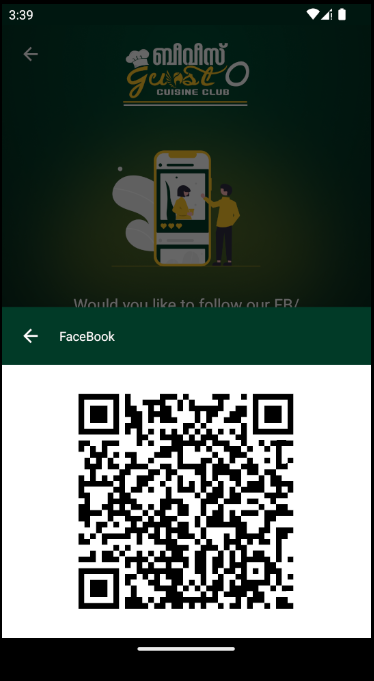 3:39
ബീവീസ്
gusto
CUISINE CLUB
Would you like to follow our FB/
FaceBook